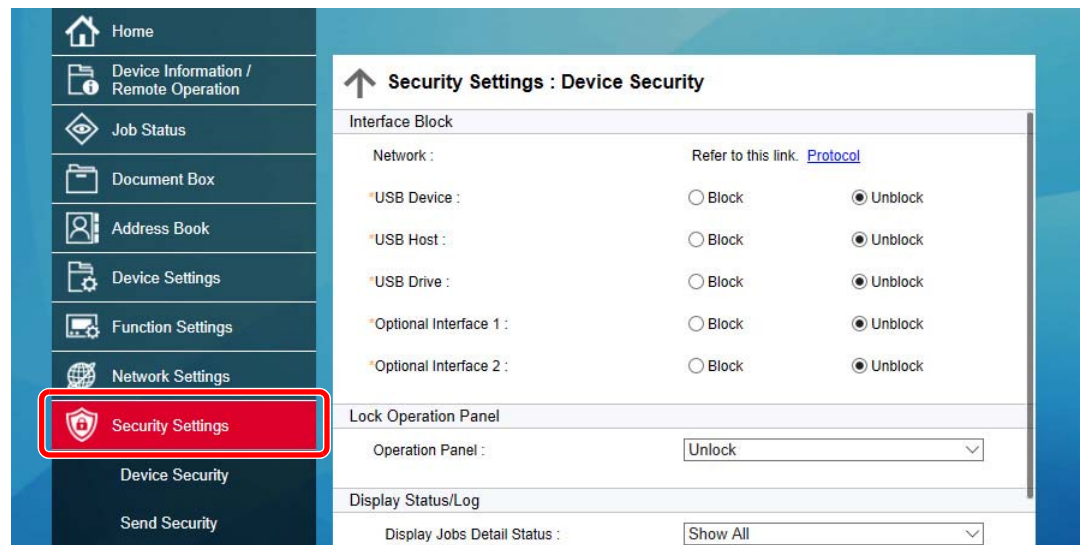 Home
Device Information /
Remote Operation
Job Status
Document Box
Address Book
Device Settings
Function Settings
Network Settings
Security Settings
Device Security
Send Security
Security Settings : Device Security
Interface Block
Network : Refer to this link. Protocol
*USB Device : Block Unblock
*USB Host : Block Unblock
*USB Drive : Block Unblock
*Optional Interface 1 : Block Unblock
*Optional Interface 2 : Block Unblock
Lock Operation Panel
Operation Panel : Unlock
Display Status/Log
Display Jobs Detail Status : Show All